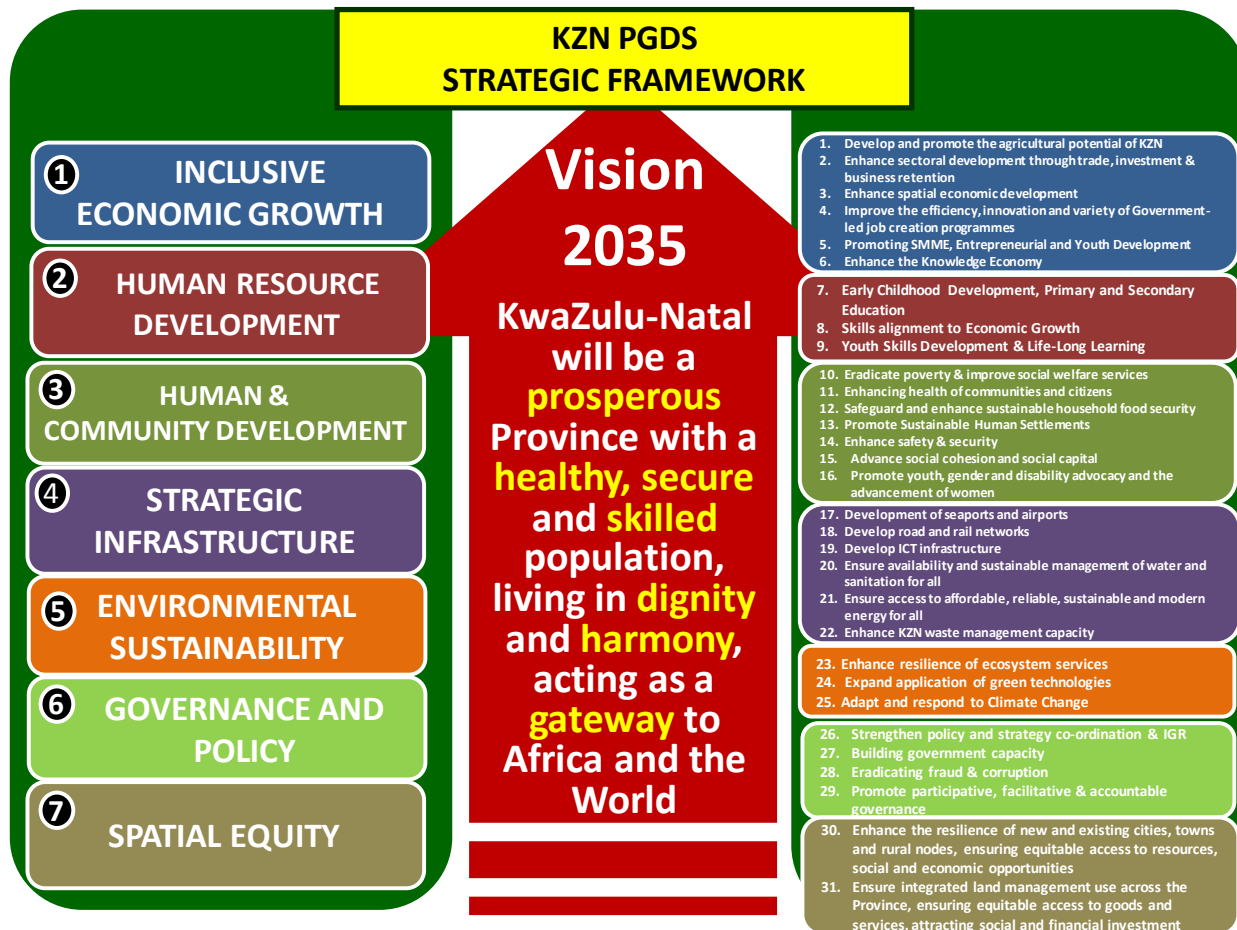 KZN PGDS
STRATEGIC FRAMEWORK
1
INCLUSIVE
ECONOMIC GROWTH
2
HUMAN RESOURCE
DEVELOPMENT
3
HUMAN &
COMMUNITY DEVELOPMENT
4
STRATEGIC
INFRASTRUCTURE
5
ENVIRONMENTAL
SUSTAINABILITY
6
GOVERNANCE AND
POLICY
7
SPATIAL EQUITY
Vision
2035
KwaZulu-Natal
will be a
prosperous
Province with a
healthy, secure
and skilled
population,
living in dignity
and harmony,
acting as a
gateway to
Africa and the
World
1. Develop and promote the agricultural potential of KZN
2. Enhance sectoral development through trade, investment &
business retention
3. Enhance spatial economic development
4. Improve the efficiency, innovation and variety of Government-
led job creation programmes
5. Promoting SMME, Entrepreneurial and Youth Development
6. Enhance the Knowledge Economy
7. Early Childhood Development, Primary and Secondary
Education
8. Skills alignment to Economic Growth
9. Youth Skills Development & Life-Long Learning
10. Eradicate poverty & improve social welfare services
11. Enhancing health of communities and citizens
12. Safeguard and enhance sustainable household food security
13. Promote Sustainable Human Settlements
14. Enhance safety & security
15. Advance social cohesion and social capital
16. Promote youth, gender and disability advocacy and the
advancement of women
17. Development of seaports and airports
18. Develop road and rail networks
19. Develop ICT infrastructure
20. Ensure availability and sustainable management of water and
sanitation for all
21. Ensure access to affordable, reliable, sustainable and modern
energy for all
22. Enhance KZN waste management capacity
23. Enhance resilience of ecosystem services
24. Expand application of green technologies
25. Adapt and respond to Climate Change
26. Strengthen policy and strategy co-ordination & IGR
27. Building government capacity
28. Eradicating fraud & corruption
29. Promote participative, facilitative & accountable
governance
30. Enhance the resilience of new and existing cities, towns
and rural nodes, ensuring equitable access to resources,
social and economic opportunities
31. Ensure integrated land management use across the
Province, ensuring equitable access to goods and
services, attracting social and financial investment